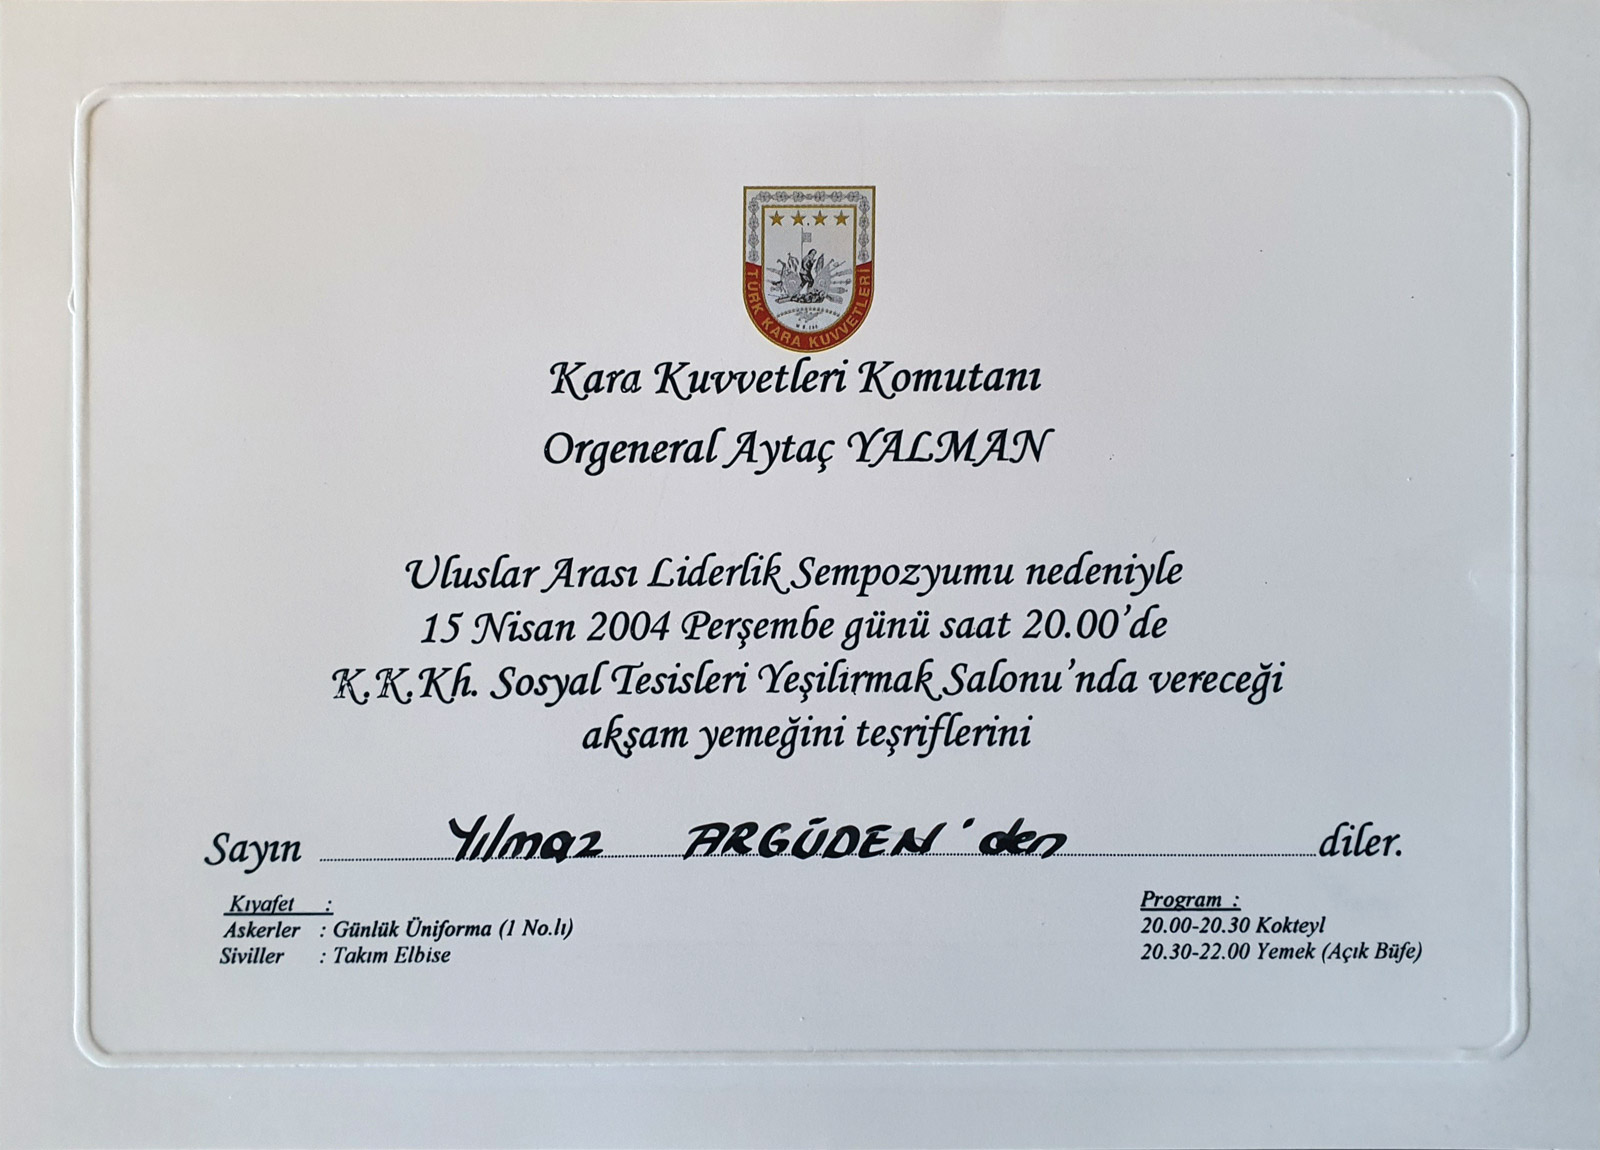 TÜRK KARA KUVVETLERİ
Kara Kuvvetleri Komutanı
Orgeneral Aytaç YALMAN
Uluslar Arası Liderlik Sempozyumu nedeniyle
15 Nisan 2004 Perşembe günü saat 20.00'de
K.K.Kh. Sosyal Tesisleri Yeşilırmak Salonu'nda vereceği
akşam yemeğini teşriflerini
Sayın Yılmaz ARGÜDEN'den diler.
Kıyafet :
Askerler : Günlük Üniforma (1 No.lı)
Siviller : Takım Elbise
Program :
20.00-20.30 Kokteyl
20.30-22.00 Yemek (Açık Büfe)